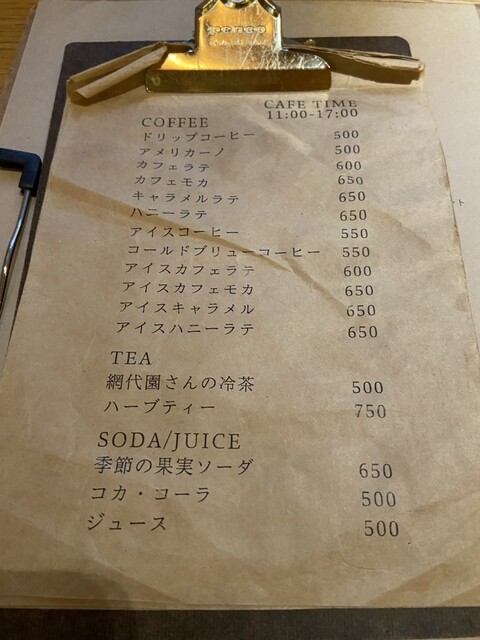 penco
CAFE TIME
11:00-17:00
COFFEE
ドリップコーヒー 500
アメリカーノ 500
カフェラテ 600
カフェモカ 650
キャラメルラテ 650
ハニーラテ 650
アイスコーヒー 550
コールドブリューコーヒー 550
アイスカフェラテ 600
アイスカフェモカ 650
アイスキャラメル 650
アイスハニーラテ 650
TEA
網代園さんの冷茶 500
ハーブティー 750
SODA/JUICE
季節の果実ソーダ 650
コカ・コーラ 500
ジュース 500